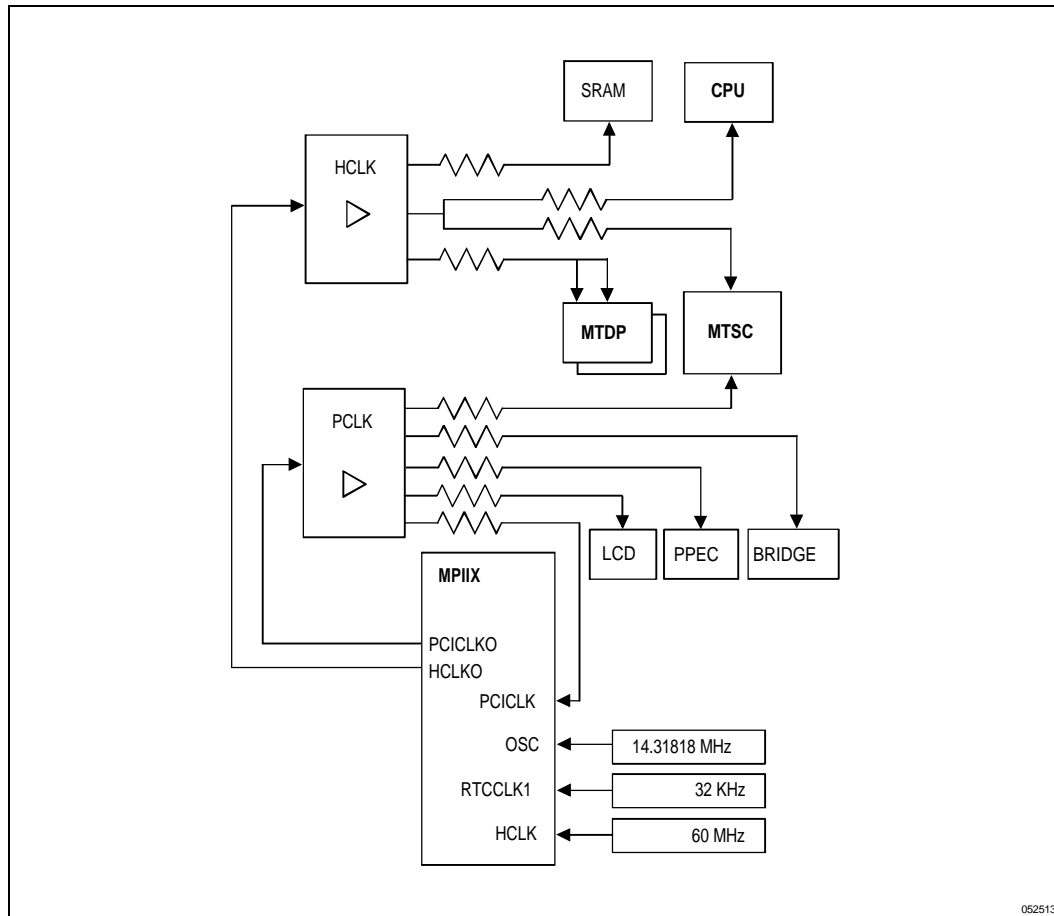 SRAM
CPU
HCLK
MTDP
MTSC
PCLK
LCD
PPEC
BRIDGE
MPIIX
PCICLKO
HCLKO
PCICLK
OSC
14.31818 MHz
RTCCLK1
32 KHz
HCLK
60 MHz
052513